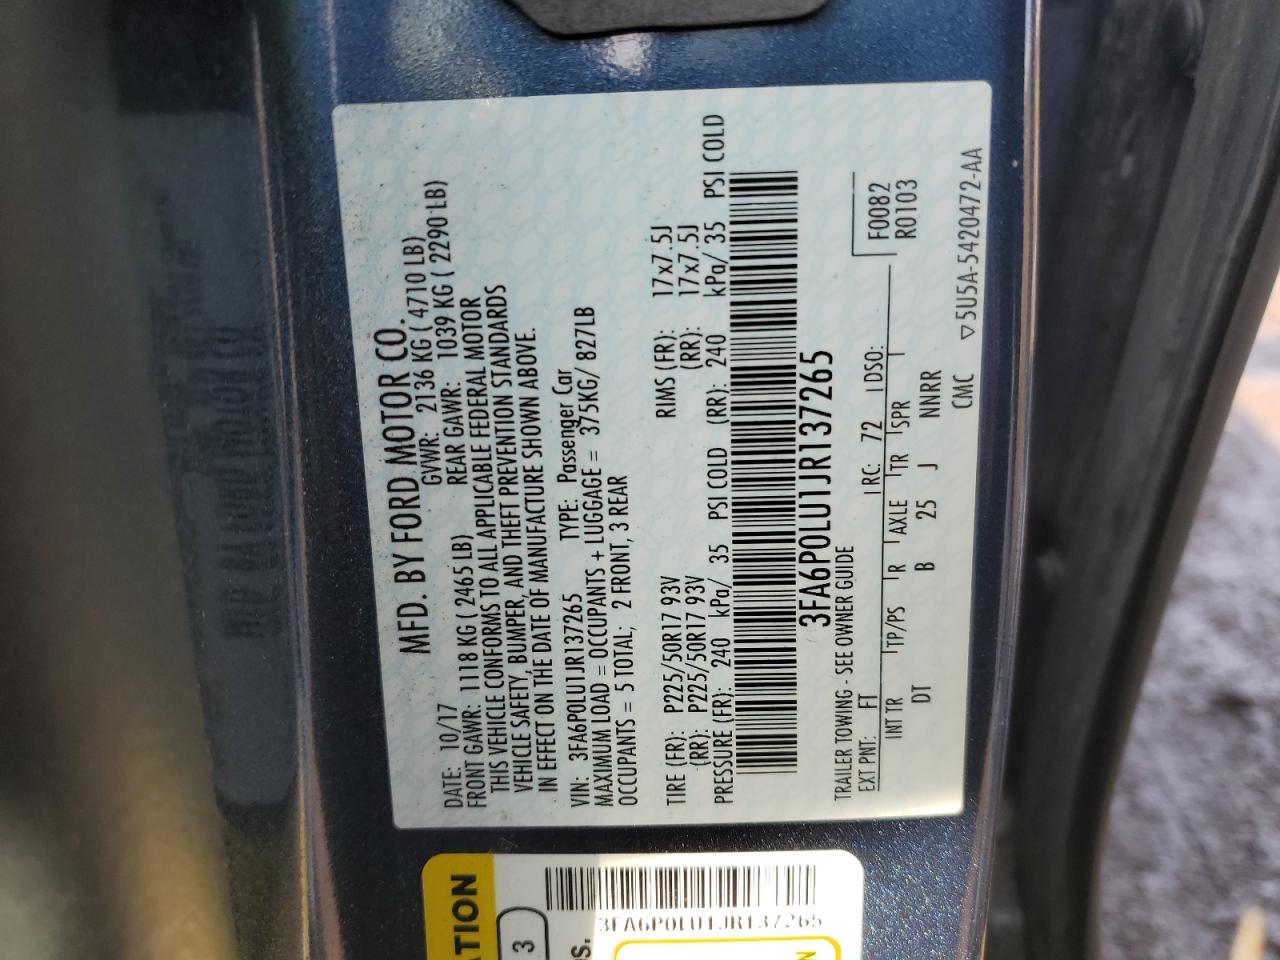 MFD. BY FORD MOTOR CO.
DATE: 10/17 GVWR: 2136 KG ( 4710 LB)
FRONT GAWR: 1118 KG ( 2465 LB) REAR GAWR: 1039 KG ( 2290 LB)
THIS VEHICLE CONFORMS TO ALL APPLICABLE FEDERAL MOTOR
VEHICLE SAFETY, BUMPER, AND THEFT PREVENTION STANDARDS
IN EFFECT ON THE DATE OF MANUFACTURE SHOWN ABOVE.
VIN: 3FA6P0LU1JR137265 TYPE: Passenger Car
MAXIMUM LOAD = OCCUPANTS + LUGGAGE = 375KG/ 827LB
OCCUPANTS = 5 TOTAL; 2 FRONT, 3 REAR
TIRE (FR): P225/50R17 93V RIMS (FR): 17x7.5J
(RR): P225/50R17 93V (RR): 17x7.5J
PRESSURE (FR): 240 kPa/ 35 PSI COLD (RR): 240 kPa/ 35 PSI COLD
3FA6P0LU1JR137265
TRAILER TOWING - SEE OWNER GUIDE
F0082
R0103
EXT PNT: FT RC: 72 DSO:
INT TR TP/PS R AXLE TR SPR
DT B 25 J NNRR
CMC ▽5U5A-5420472-AA
3FA6P0LU1JR137265
3